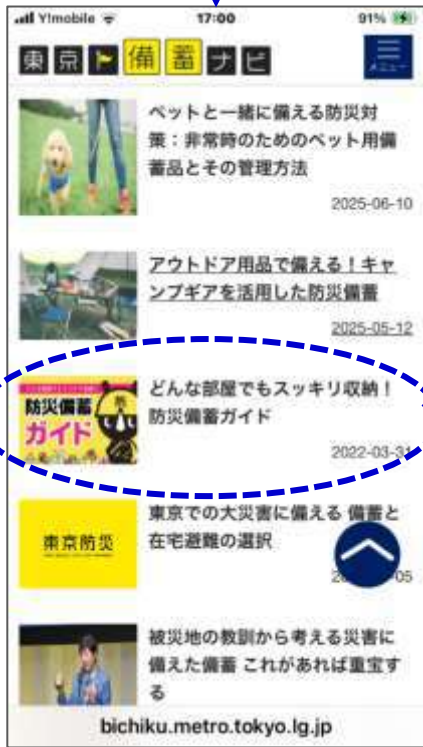 Y!mobile 17:00 91%
東京備蓄ナビ
メニュー
ペットと一緒に備える防災対
策：非常時のためのペット用備
蓄品とその管理方法
2025-06-10
アウトドア用品で備える！キャ
ンプギアを活用した防災備蓄
2025-05-12
防災備蓄
ガイド
どんな部屋でもスッキリ収納！
防災備蓄ガイド
2022-03-31
東京防災
東京での大災害に備える 備蓄と
在宅避難の選択
05
被災地の教訓から考える災害に
備えた備蓄 これがあれば重宝す
る
bichiku.metro.tokyo.lg.jp